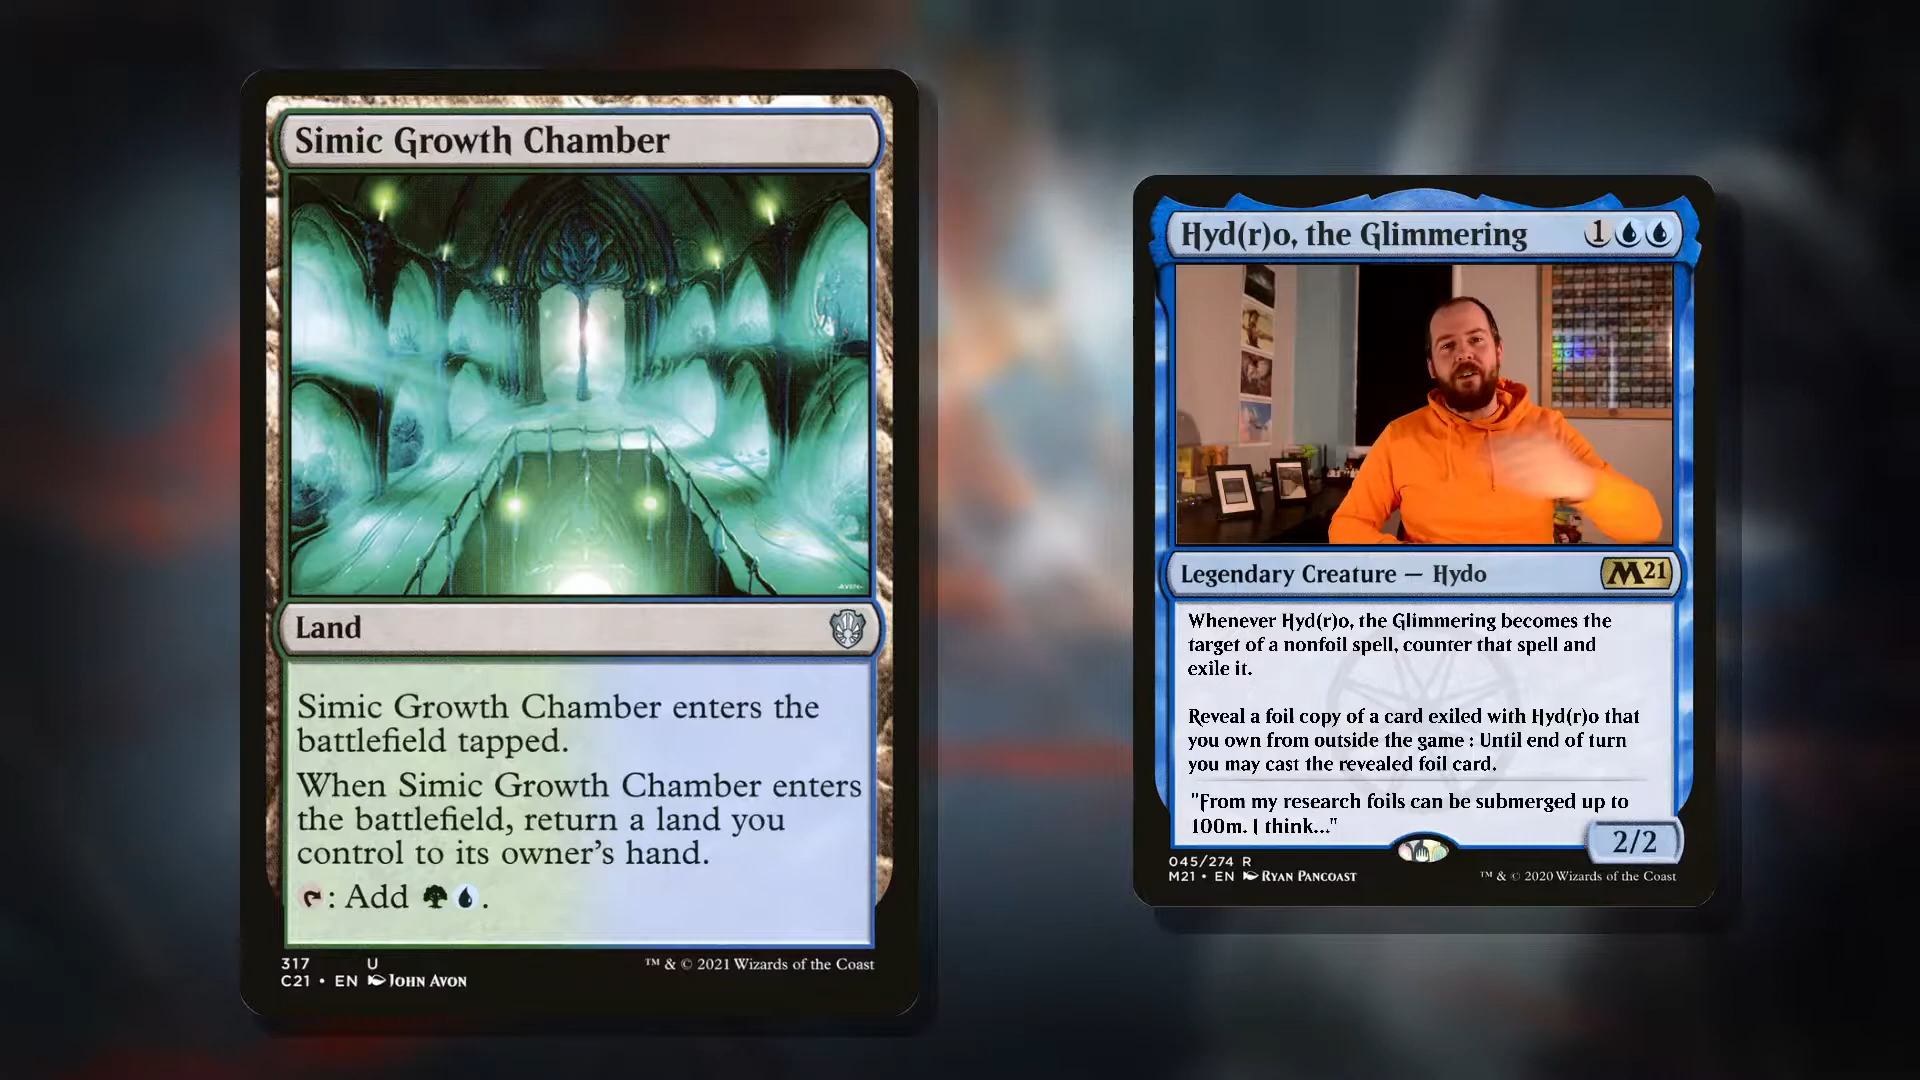 Simic Growth Chamber
Land
Simic Growth Chamber enters the
battlefield tapped.
When Simic Growth Chamber enters
the battlefield, return a land you
control to its owner's hand.
: Add .
317 U
C21 • EN JOHN AVON
™ & © 2021 Wizards of the Coast
Hyd(r)o, the Glimmering 1
Legendary Creature — Hydo
M21
Whenever Hyd(r)o, the Glimmering becomes the
target of a nonfoil spell, counter that spell and
exile it.
Reveal a foil copy of a card exiled with Hyd(r)o that
you own from outside the game : Until end of turn
you may cast the revealed foil card.
"From my research foils can be submerged up to
100m. I think..."
2/2
045/274 R
M21 • EN RYAN PANCOAST
™ & © 2020 Wizards of the Coast